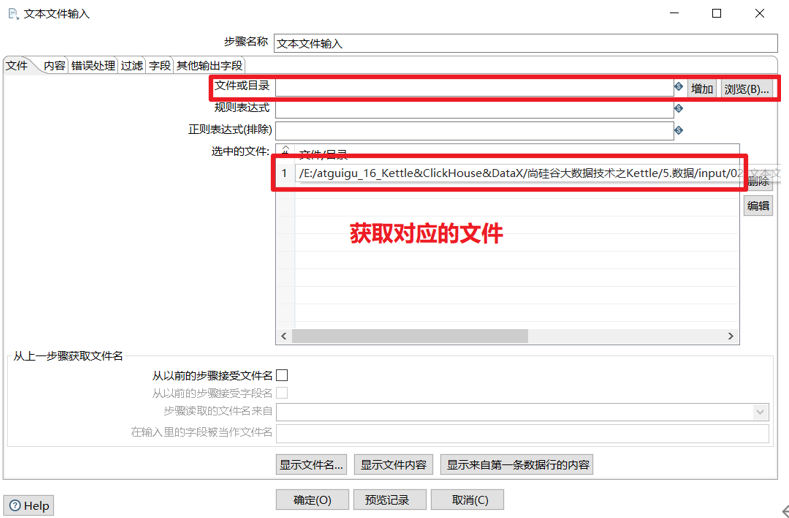 文本文件输入
步骤名称 文本文件输入
文件 内容 错误处理 过滤 字段 其他输出字段
文件或目录 增加 浏览(B)...
规则表达式
正则表达式(排除)
选中的文件: # 文件/目录
1 /E:/atguigu_16_Kettle&ClickHouse&DataX/尚硅谷大数据技术之Kettle/5.数据/input/02
删除
编辑
获取对应的文件
从上一步骤获取文件名
从以前的步骤接受文件名
从以前的步骤接受字段名
步骤读取的文件名来自
在输入里的字段被当作文件名
显示文件名... 显示文件内容 显示来自第一条数据行的内容
Help 确定(O) 预览记录 取消(C)